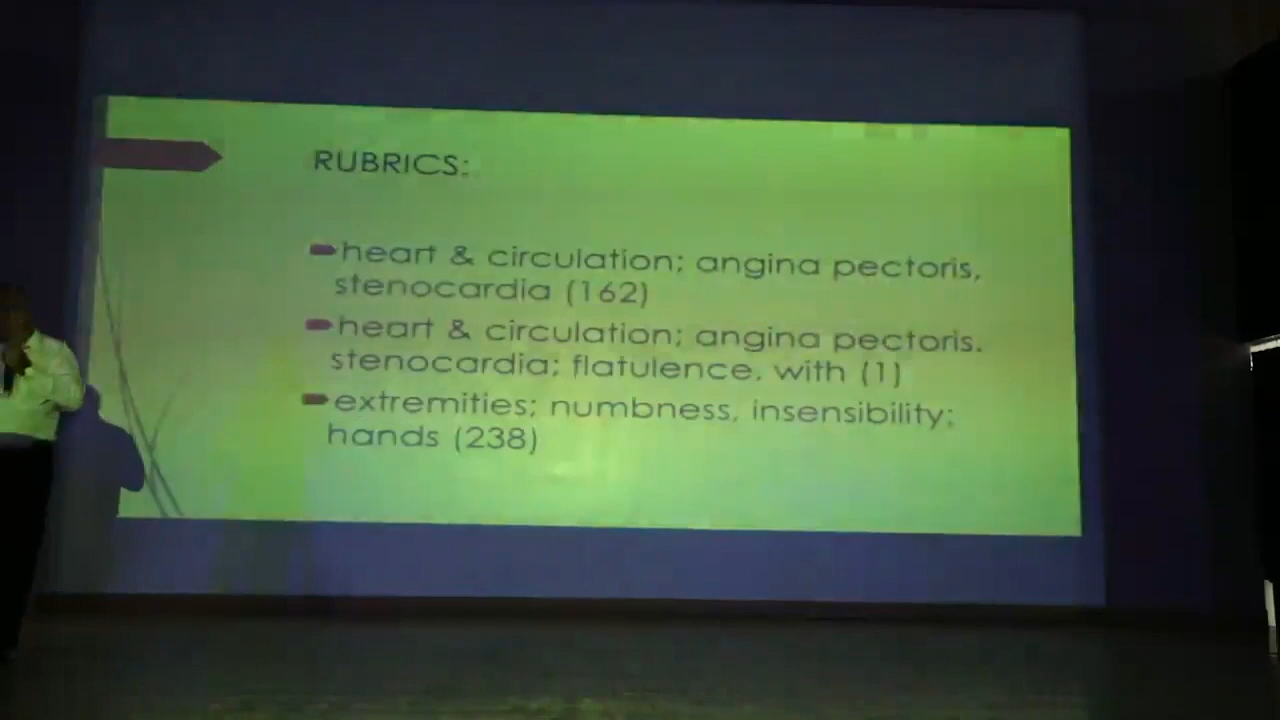 RUBRICS:
heart & circulation; angina pectoris,
stenocardia (162)
heart & circulation; angina pectoris.
stenocardia; flatulence, with (1)
extremities; numbness, insensibility;
hands (238)